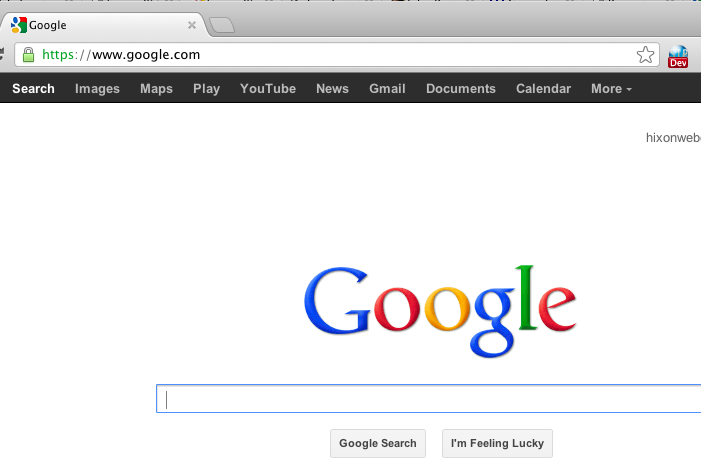 Google
https://www.google.com
Dev
Search Images Maps Play YouTube News Gmail Documents Calendar More
Google
Google Search I'm Feeling Lucky